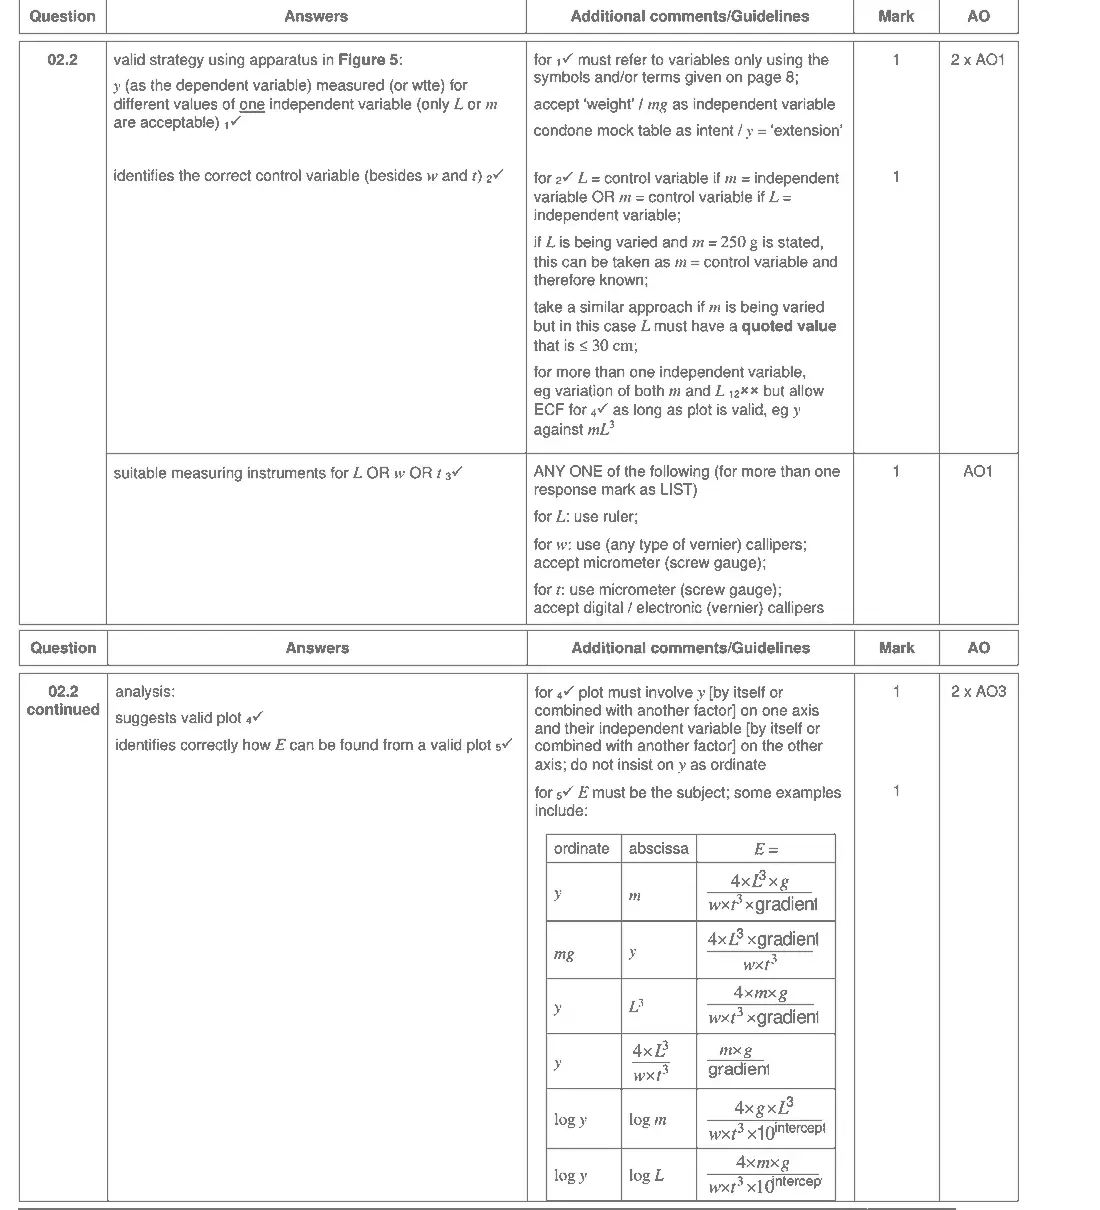 Question Answers Additional comments/Guidelines Mark AO
02.2 valid strategy using apparatus in Figure 5: for 1✓ must refer to variables only using the 1 2 x AO1
symbols and/or terms given on page 8;
y (as the dependent variable) measured (or wtte) for
different values of one independent variable (only L or m
are acceptable) 1✓
accept ‘weight’ / mg as independent variable
condone mock table as intent / y = ‘extension’
identifies the correct control variable (besides w and t) 2✓ for 2✓ L = control variable if m = independent 1
variable OR m = control variable if L =
independent variable;
if L is being varied and m = 250 g is stated,
this can be taken as m = control variable and
therefore known;
take a similar approach if m is being varied
but in this case L must have a quoted value
that is ≤ 30 cm;
for more than one independent variable,
eg variation of both m and L 12×× but allow
ECF for 4✓ as long as plot is valid, eg y
against mL³
suitable measuring instruments for L OR w OR t 3✓ ANY ONE of the following (for more than one 1 AO1
response mark as LIST)
for L: use ruler;
for w: use (any type of vernier) callipers;
accept micrometer (screw gauge);
for t: use micrometer (screw gauge);
accept digital / electronic (vernier) callipers
Question Answers Additional comments/Guidelines Mark AO
02.2 analysis: for 4✓ plot must involve y [by itself or 1 2 x AO3
continued
suggests valid plot 4✓
identifies correctly how E can be found from a valid plot 5✓
combined with another factor] on one axis
and their independent variable [by itself or
combined with another factor] on the other
axis; do not insist on y as ordinate
for 5✓ E must be the subject; some examples 1
include:
ordinate abscissa E =
y m 4×L³×g / w×t³×gradient
mg y 4×L³×gradient / w×t³
y L³ 4×m×g / w×t³×gradient
y 4×L³ / w×t³ m×g / gradient
log y log m 4×g×L³ / w×t³×10^intercept
log y log L 4×m×g / w×t³×10^intercep